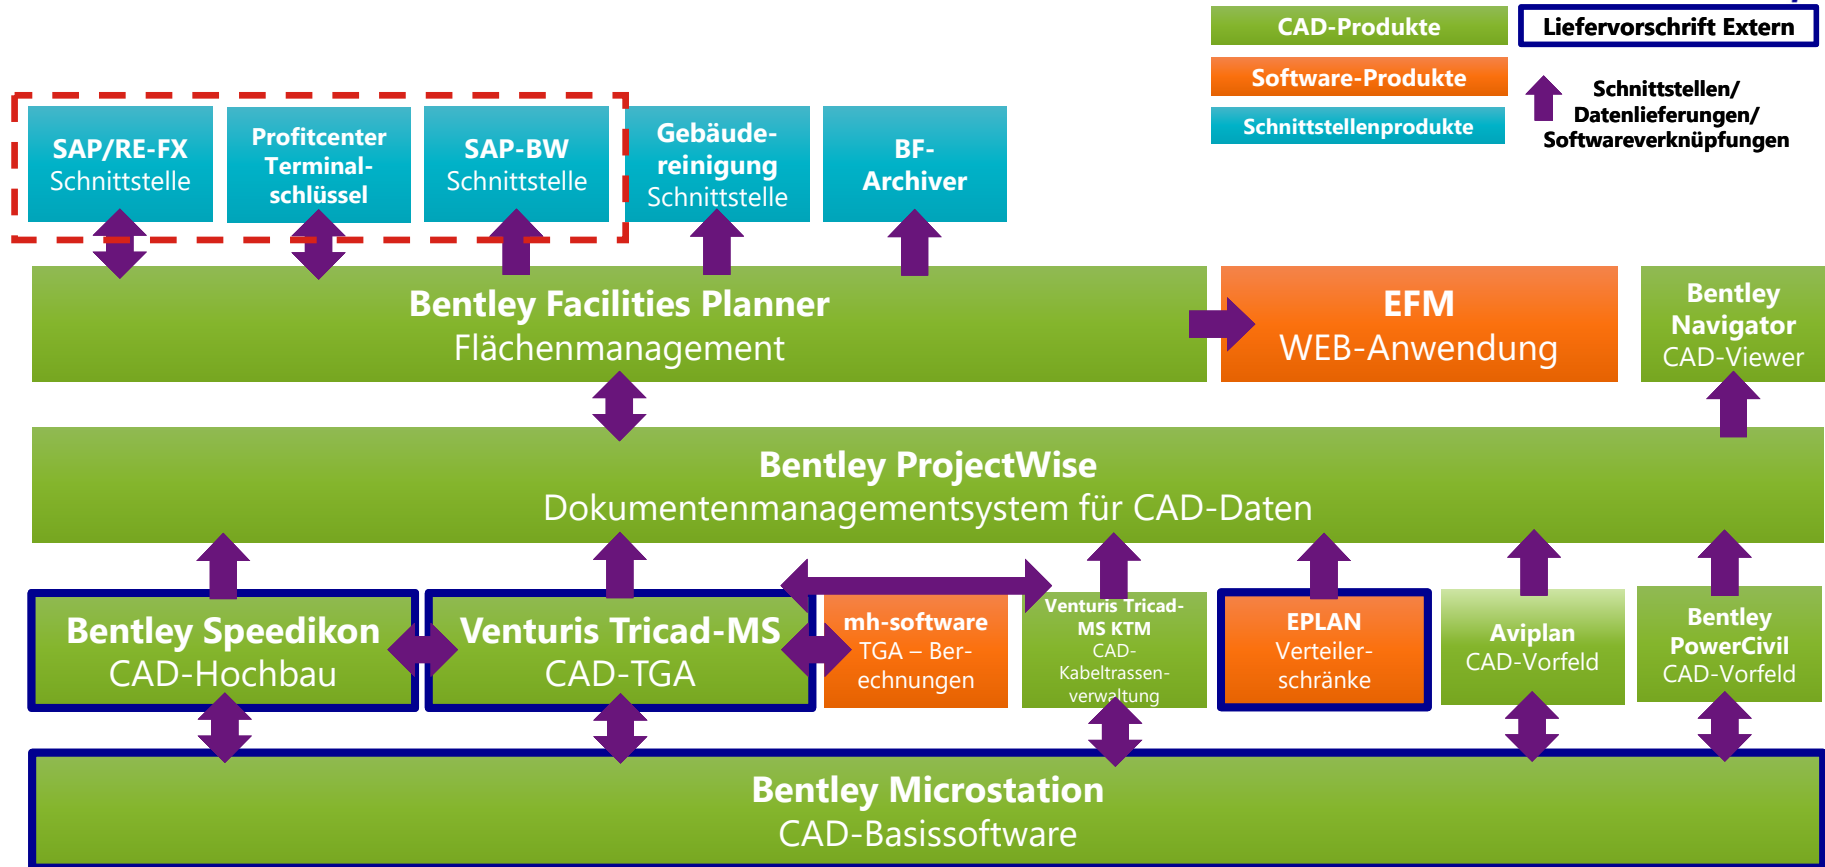 CAD-Produkte
Liefervorschrift Extern
Software-Produkte
Schnittstellenprodukte
Schnittstellen/
Datenlieferungen/
Softwareverknüpfungen
SAP/RE-FX
Schnittstelle
Profitcenter
Terminal-
schlüssel
SAP-BW
Schnittstelle
Gebäude-
reinigung
Schnittstelle
BF-
Archiver
Bentley Facilities Planner
Flächenmanagement
EFM
WEB-Anwendung
Bentley
Navigator
CAD-Viewer
Bentley ProjectWise
Dokumentenmanagementsystem für CAD-Daten
Bentley Speedikon
CAD-Hochbau
Venturis Tricad-MS
CAD-TGA
mh-software
TGA – Ber-
echnungen
Venturis Tricad-
MS KTM
CAD-
Kabeltrassen-
verwaltung
EPLAN
Verteiler-
schränke
Aviplan
CAD-Vorfeld
Bentley
PowerCivil
CAD-Vorfeld
Bentley Microstation
CAD-Basissoftware